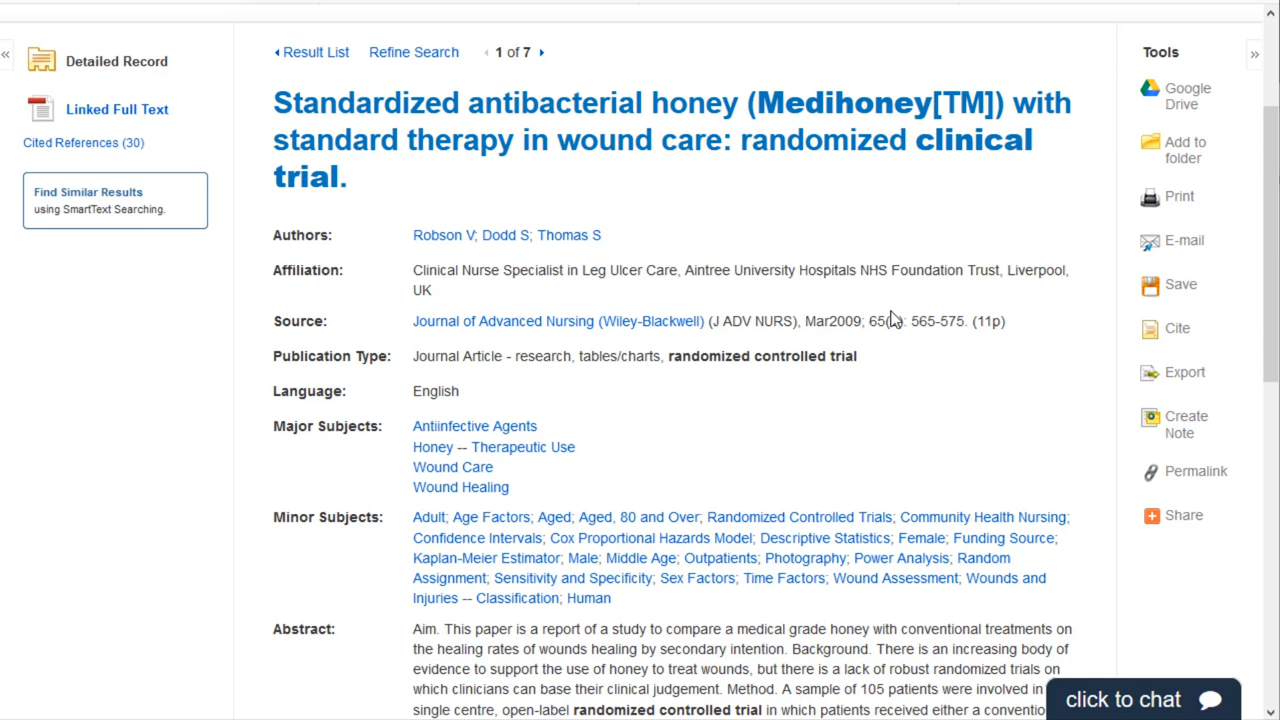 Detailed Record
Linked Full Text
Cited References (30)
Find Similar Results
using SmartText Searching.
Result List Refine Search 1 of 7
Standardized antibacterial honey (Medihoney[TM]) with
standard therapy in wound care: randomized clinical
trial.
Authors: Robson V; Dodd S; Thomas S
Affiliation: Clinical Nurse Specialist in Leg Ulcer Care, Aintree University Hospitals NHS Foundation Trust, Liverpool,
UK
Source: Journal of Advanced Nursing (Wiley-Blackwell) (J ADV NURS), Mar2009; 565-575. (11p)
Publication Type: Journal Article - research, tables/charts, randomized controlled trial
Language: English
Major Subjects: Antiinfective Agents
Honey -- Therapeutic Use
Wound Care
Wound Healing
Minor Subjects: Adult; Age Factors; Aged; Aged, 80 and Over; Randomized Controlled Trials; Community Health Nursing;
Confidence Intervals; Cox Proportional Hazards Model; Descriptive Statistics; Female; Funding Source;
Kaplan-Meier Estimator; Male; Middle Age; Outpatients; Photography; Power Analysis; Random
Assignment; Sensitivity and Specificity; Sex Factors; Time Factors; Wound Assessment; Wounds and
Injuries -- Classification; Human
Abstract: Aim. This paper is a report of a study to compare a medical grade honey with conventional treatments on
the healing rates of wounds healing by secondary intention. Background. There is an increasing body of
evidence to support the use of honey to treat wounds, but there is a lack of robust randomized trials on
which clinicians can base their clinical judgement. Method. A sample of 105 patients were involved in
single centre, open-label randomized controlled trial in which patients received either a
Tools
Google
Drive
Add to
folder
Print
E-mail
Save
Cite
Export
Create
Note
Permalink
Share
click to chat